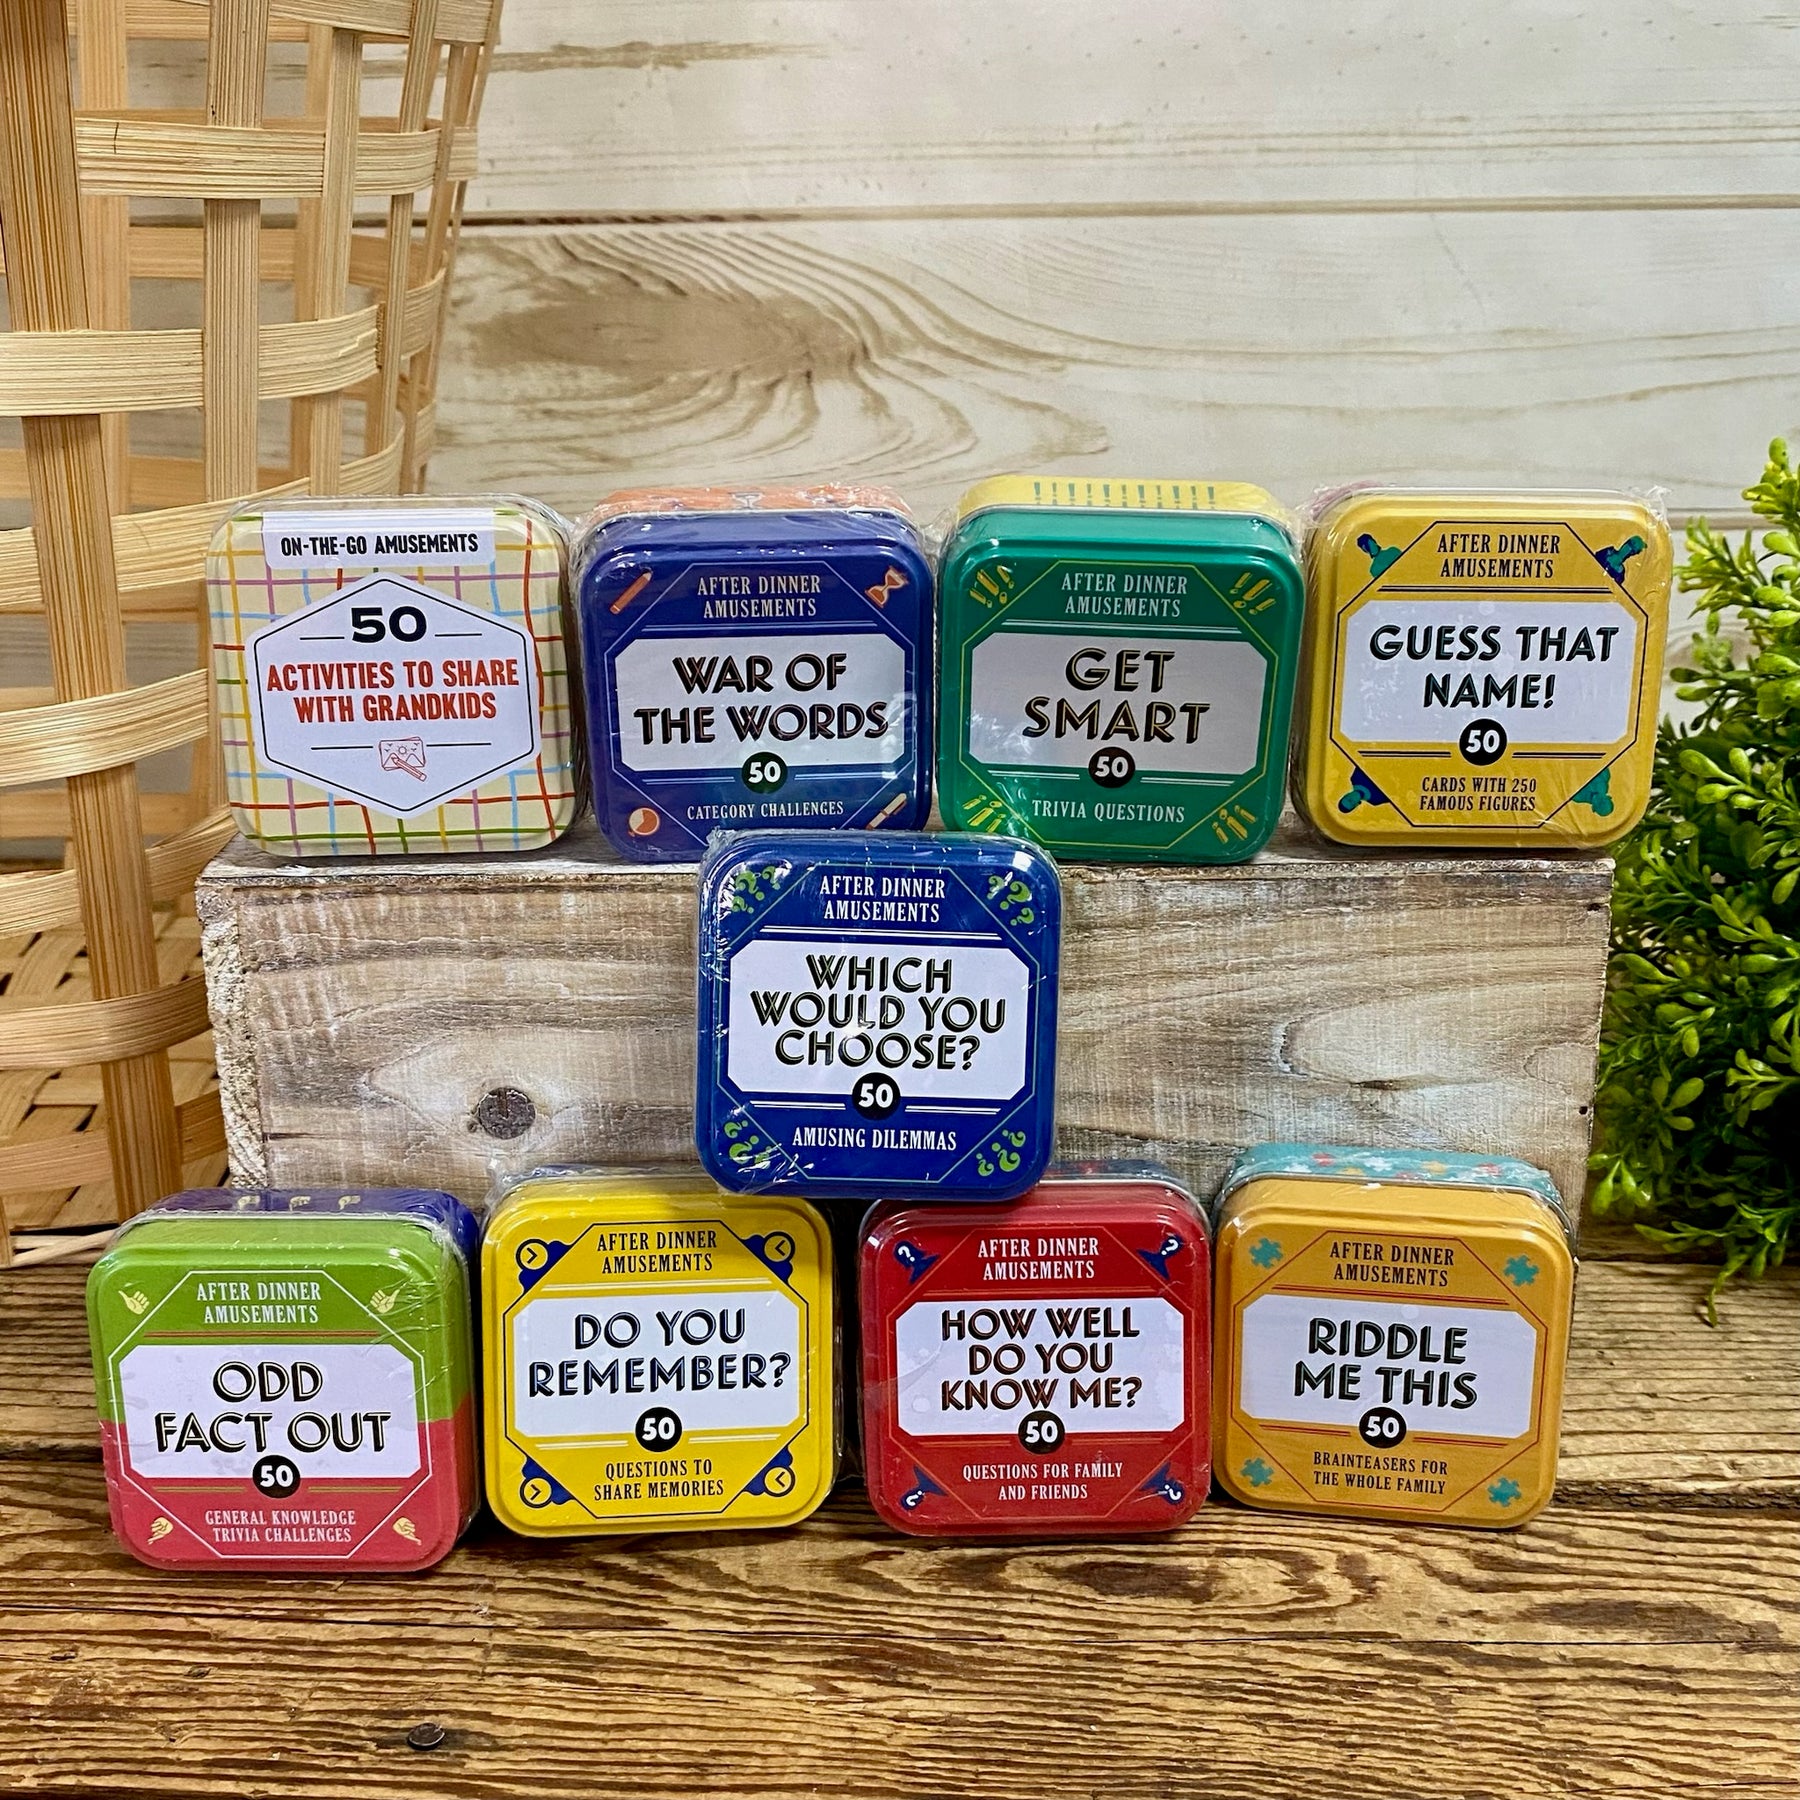 ON-THE-GO AMUSEMENTS
50
ACTIVITIES TO SHARE
WITH GRANDKIDS
AFTER DINNER
AMUSEMENTS
WAR OF
THE WORDS
50
CATEGORY CHALLENGES
AFTER DINNER
AMUSEMENTS
GET
SMART
50
TRIVIA QUESTIONS
AFTER DINNER
AMUSEMENTS
GUESS THAT
NAME!
50
CARDS WITH 250
FAMOUS FIGURES
AFTER DINNER
AMUSEMENTS
WHICH
WOULD YOU
CHOOSE?
50
AMUSING DILEMMAS
AFTER DINNER
AMUSEMENTS
ODD
FACT OUT
50
GENERAL KNOWLEDGE
TRIVIA CHALLENGES
AFTER DINNER
AMUSEMENTS
DO YOU
REMEMBER?
50
QUESTIONS TO
SHARE MEMORIES
AFTER DINNER
AMUSEMENTS
HOW WELL
DO YOU
KNOW ME?
50
QUESTIONS FOR FAMILY
AND FRIENDS
AFTER DINNER
AMUSEMENTS
RIDDLE
ME THIS
50
BRAINTEASERS FOR
THE WHOLE FAMILY